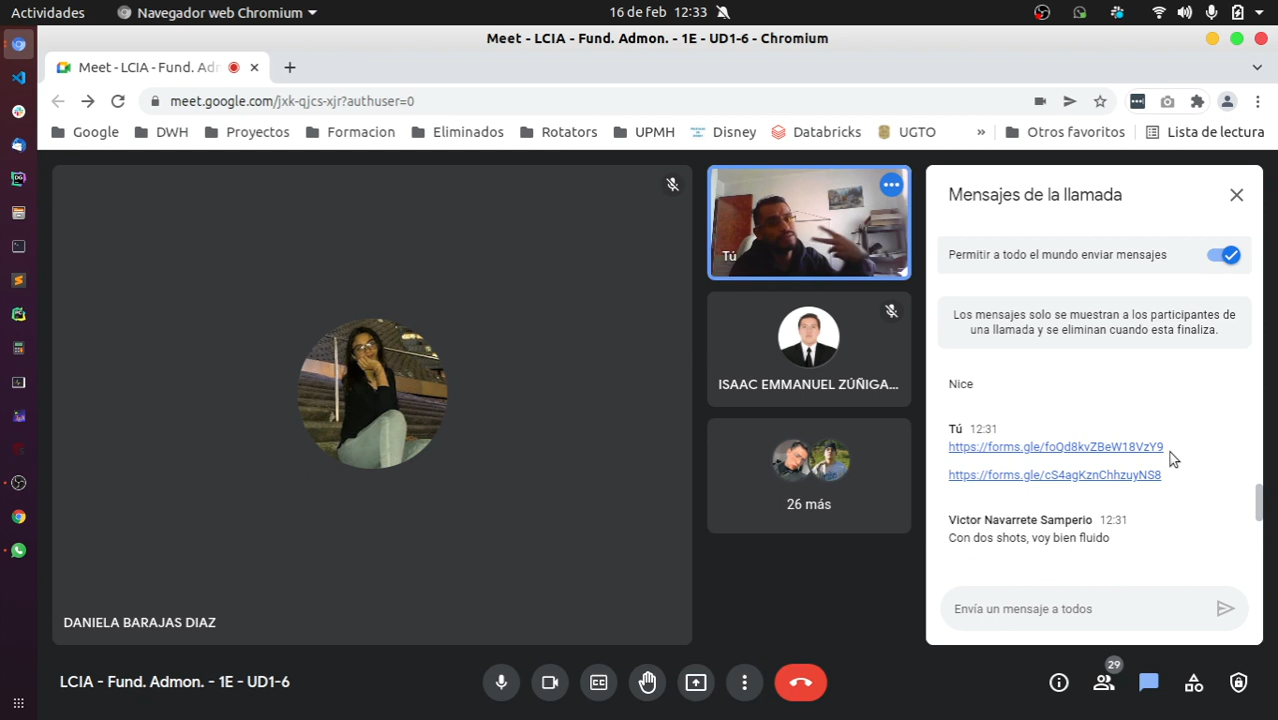 Actividades
Navegador web Chromium
16 de feb 12:33
Meet - LCIA - Fund. Admon. - 1E - UD1-6 - Chromium
Meet - LCIA - Fund. Adm
meet.google.com/jxk-qjcs-xjr?authuser=0
Google
DWH
Proyectos
Formacion
Eliminados
Rotators
UPMH
Disney
Databricks
UGTO
»
Otros favoritos
Lista de lectura
Tú
ISAAC EMMANUEL ZÚÑIGA...
26 más
DANIELA BARAJAS DIAZ
Mensajes de la llamada
Permitir a todo el mundo enviar mensajes
Los mensajes solo se muestran a los participantes de
una llamada y se eliminan cuando esta finaliza.
Nice
Tú 12:31
https://forms.gle/foQd8kvZBeW18VzY9
https://forms.gle/cS4agKznChhzuyNS8
Victor Navarrete Samperio 12:31
Con dos shots, voy bien fluido
Envía un mensaje a todos
LCIA - Fund. Admon. - 1E - UD1-6
29